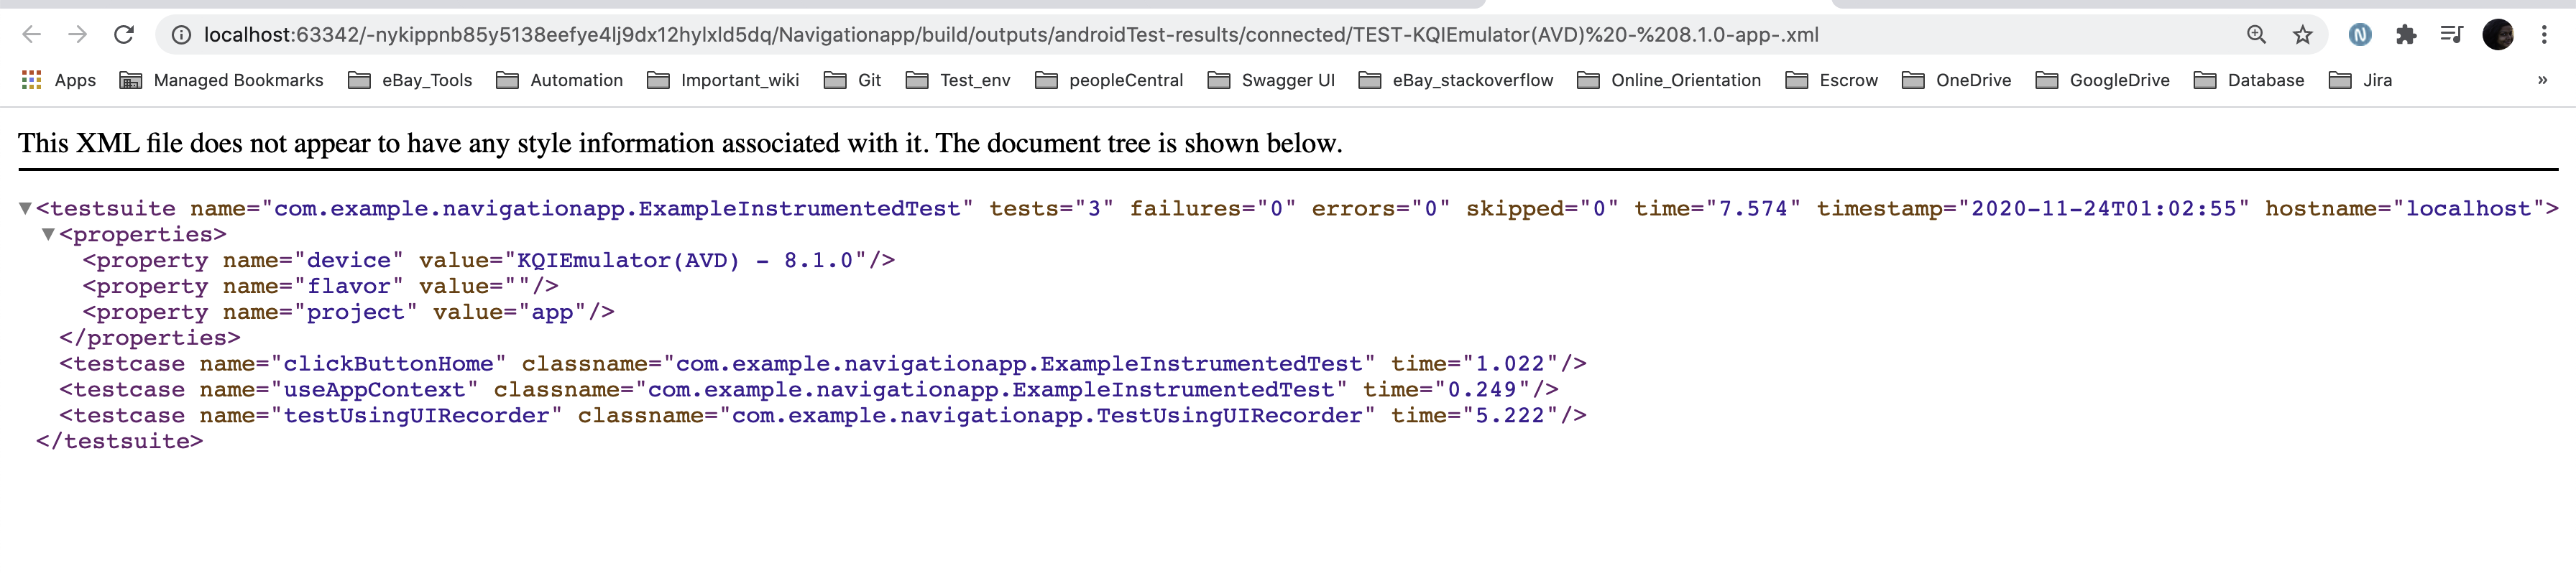 localhost:63342/-nykippnb85y5138eefye4lj9dx12hylxld5dq/Navigationapp/build/outputs/androidTest-results/connected/TEST-KQIEmulator(AVD)%20-%208.1.0-app-.xml
Apps Managed Bookmarks eBay_Tools Automation Important_wiki Git Test_env peopleCentral Swagger UI eBay_stackoverflow Online_Orientation Escrow OneDrive GoogleDrive Database Jira »
This XML file does not appear to have any style information associated with it. The document tree is shown below.
▼<testsuite name="com.example.navigationapp.ExampleInstrumentedTest" tests="3" failures="0" errors="0" skipped="0" time="7.574" timestamp="2020-11-24T01:02:55" hostname="localhost">
▼<properties>
<property name="device" value="KQIEmulator(AVD) - 8.1.0"/>
<property name="flavor" value=""/>
<property name="project" value="app"/>
</properties>
<testcase name="clickButtonHome" classname="com.example.navigationapp.ExampleInstrumentedTest" time="1.022"/>
<testcase name="useAppContext" classname="com.example.navigationapp.ExampleInstrumentedTest" time="0.249"/>
<testcase name="testUsingUIRecorder" classname="com.example.navigationapp.TestUsingUIRecorder" time="5.222"/>
</testsuite>